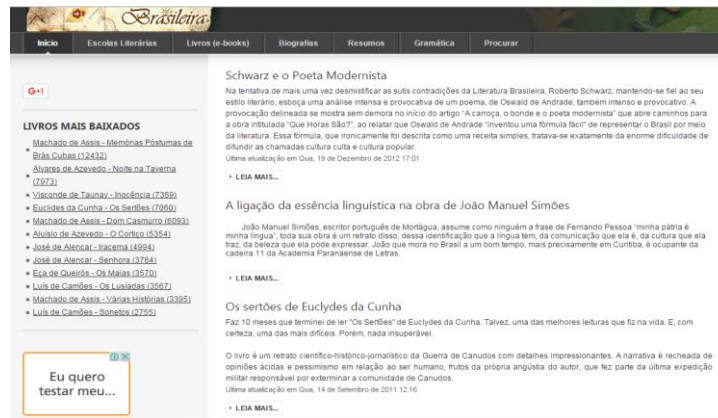 Brasileira
Início Escolas Literárias Livros (e-books) Biografias Resumos Gramática Procurar
G+1
LIVROS MAIS BAIXADOS
Machado de Assis - Memórias Póstumas de
Brás Cubas (12432)
Alvares de Azevedo - Noite na Taverna
(7973)
Visconde de Taunay - Inocência (7359)
Euclides da Cunha - Os Sertões (7060)
Machado de Assis - Dom Casmurro (6093)
Aluísio de Azevedo - O Cortiço (5354)
José de Alencar - Iracema (4994)
José de Alencar - Senhora (3784)
Eça de Queirós - Os Maias (3570)
Luís de Camões - Os Lusíadas (3567)
Machado de Assis - Várias Histórias (3395)
Luís de Camões - Sonetos (2755)
Eu quero
testar meu...
Schwarz e o Poeta Modernista
Na tentativa de mais uma vez desmistificar as sutis contradições da Literatura Brasileira, Roberto Schwarz, mantendo-se fiel ao seu
estilo literário, esboça uma análise intensa e provocativa de um poema, de Oswald de Andrade, também intenso e provocativo. A
provocação delineada se mostra sem demora no início do artigo "A carroça, o bonde e o poeta modernista" que abre caminhos para
a obra intitulada "Que Horas São?", ao relatar que Oswald de Andrade "inventou uma fórmula fácil" de representar o Brasil por meio
da literatura. Essa fórmula, que ironicamente foi descrita como uma receita simples, tratava-se exatamente da enorme dificuldade de
difundir as chamadas cultura culta e cultura popular.
Última atualização em Qua, 19 de Dezembro de 2012 17:01
LEIA MAIS...
A ligação da essência linguística na obra de João Manuel Simões
João Manuel Simões, escritor português de Mortágua, assume como ninguém a frase de Fernando Pessoa "minha pátria é
minha língua", toda sua obra é um retrato disso, dessa identificação que a língua tem, da comunicação que ela é, da cultura que ela
traz, da beleza que ela pode expressar. João que mora no Brasil a um bom tempo, mais precisamente em Curitiba, é ocupante da
cadeira 11 da Academia Paranaense de Letras.
LEIA MAIS...
Os sertões de Euclydes da Cunha
Faz 10 meses que terminei de ler "Os Sertões" de Euclydes da Cunha. Talvez, uma das melhores leituras que fiz na vida. E, com
certeza, uma das mais difíceis. Porém, nada insuperável.
O livro é um retrato científico-histórico-jornalístico da Guerra de Canudos com detalhes impressionantes. A narrativa é recheada de
opiniões ácidas e pessimismo em relação ao ser humano, frutos da própria angústia do autor, que fez parte da última expedição
militar responsável por exterminar a comunidade de Canudos.
Última atualização em Qua, 14 de Setembro de 2011 12:16
LEIA MAIS...